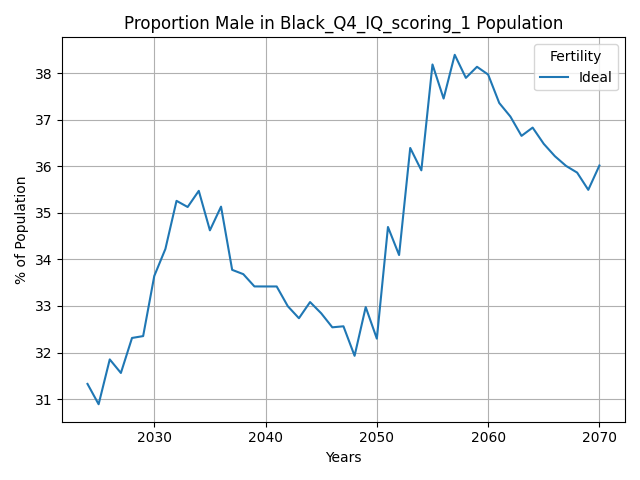 Proportion Male in Black_Q4_IQ_scoring_1 Population
Fertility
Ideal
% of Population
38
37
36
35
34
33
32
31
2030
2040
2050
2060
2070
Years